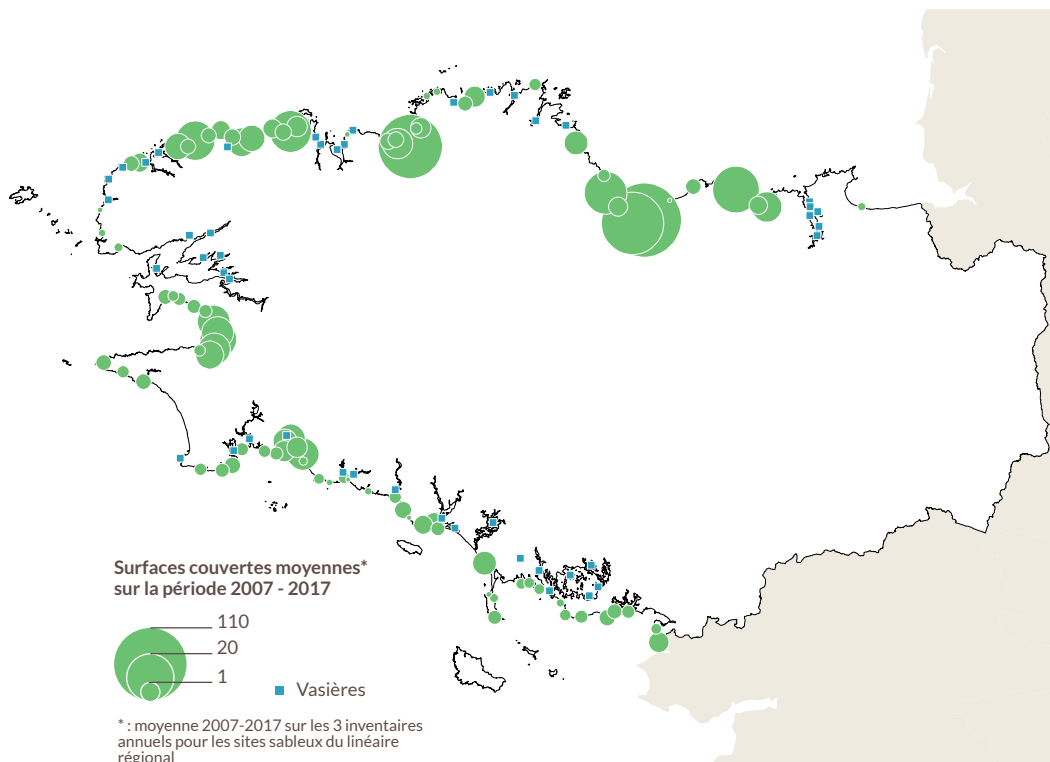 Surfaces couvertes moyennes*
sur la période 2007 - 2017
110
20
1
Vasières
* : moyenne 2007-2017 sur les 3 inventaires
annuels pour les sites sableux du linéaire
régional